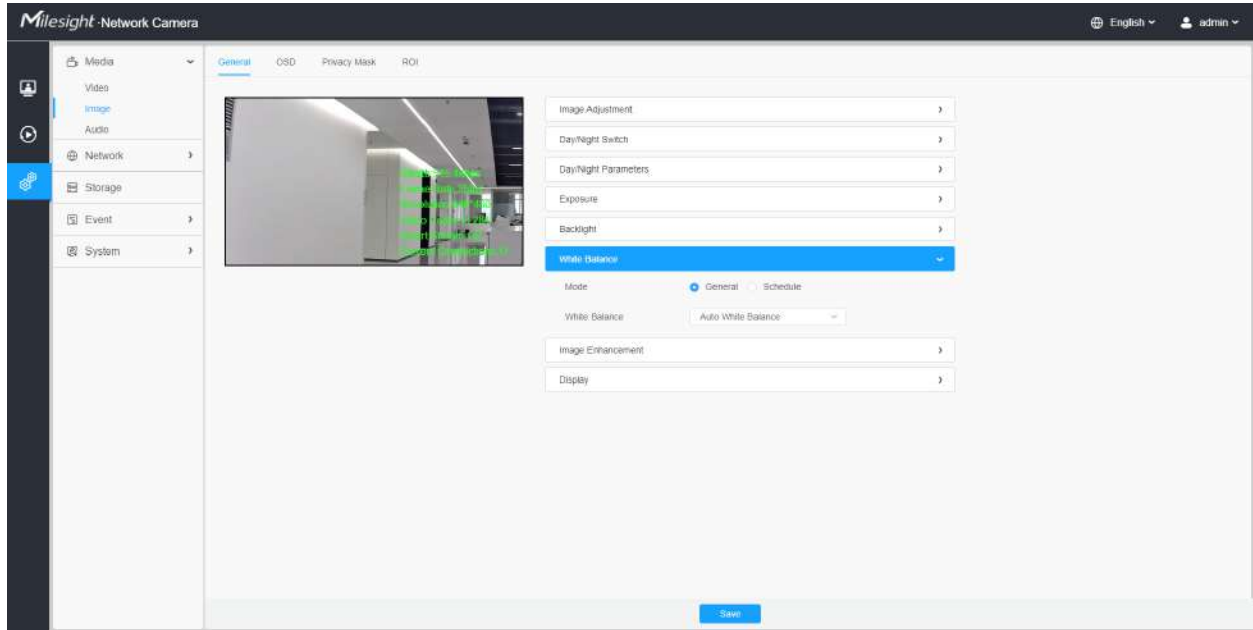 Milesight-Network Camera
English
admin
Media
Video
Image
Audio
Network
Storage
Event
System
General OSD Privacy Mask ROI
Image Adjustment
Day/Night Switch
Day/Night Parameters
Exposure
Backlight
White Balance
Mode General Schedule
White Balance Auto White Balance
Image Enhancement
Display
Save